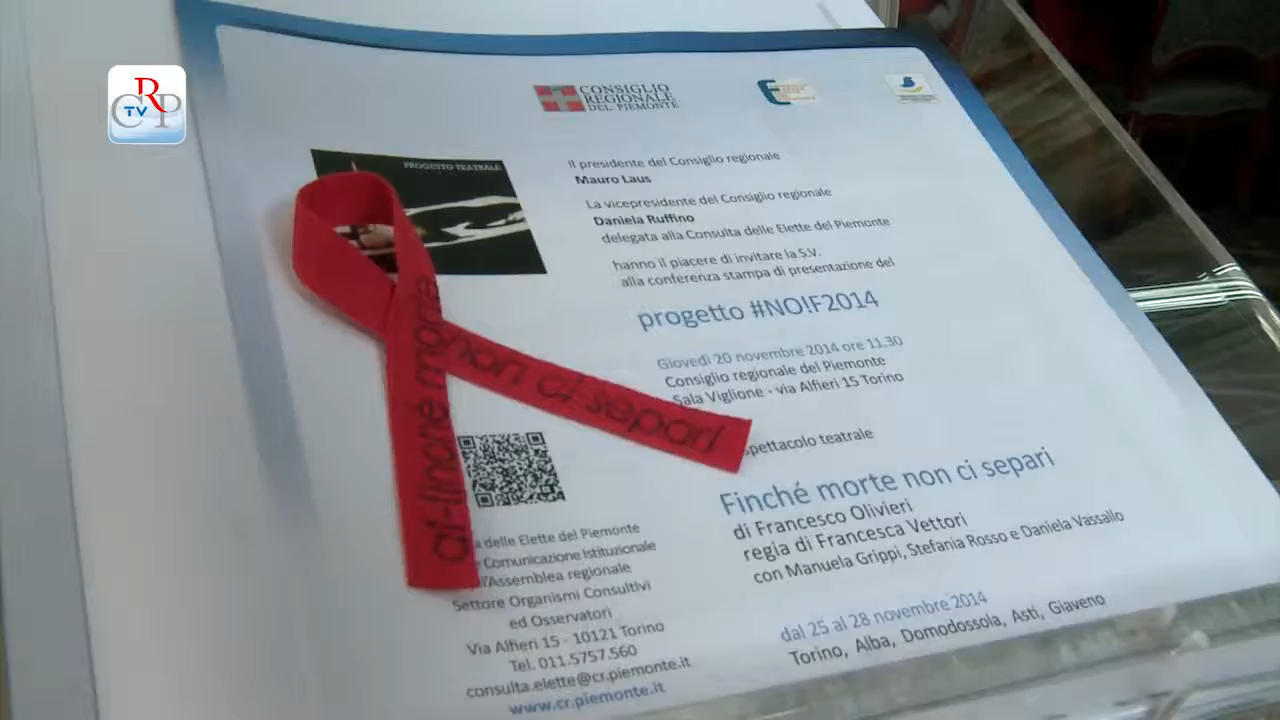 CRP
TV
CONSIGLIO
REGIONALE
DEL PIEMONTE
PROGETTO TEATRALE
Il presidente del Consiglio regionale
Mauro Laus
La vicepresidente del Consiglio regionale
Daniela Ruffino
delegata alla Consulta delle Elette del Piemonte
hanno il piacere di invitare la S.V.
alla conferenza stampa di presentazione del
progetto #NO!F2014
Giovedì 20 novembre 2014 ore 11.30
Consiglio regionale del Piemonte
Sala Viglione - via Alfieri 15 Torino
spettacolo teatrale
Finché morte non ci separi
di Francesco Olivieri
regia di Francesca Vettori
con Manuela Grippi, Stefania Rosso e Daniela Vassallo
dal 25 al 28 novembre 2014
Torino, Alba, Domodossola, Asti, Giaveno
non ci separi
delle Elette del Piemonte
Comunicazione Istituzionale
l'Assemblea regionale
Settore Organismi Consultivi
ed Osservatori
Via Alfieri 15 - 10121 Torino
Tel. 011.5757.560
consulta.elette@cr.piemonte.it
www.cr.piemonte.it